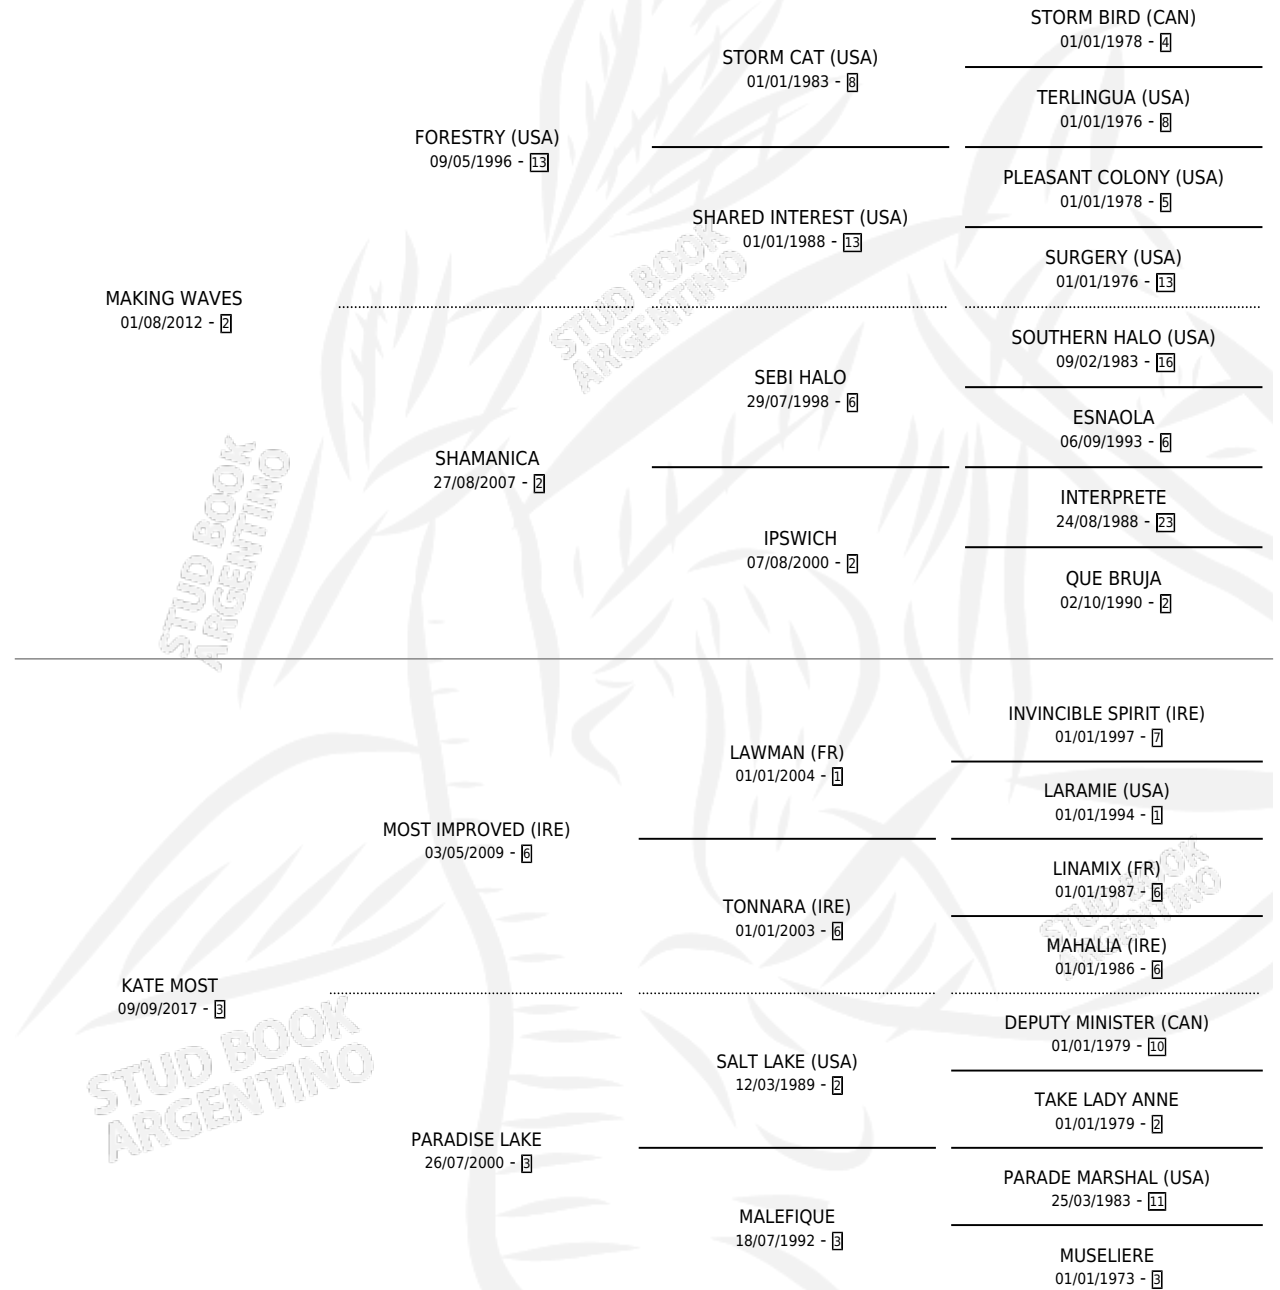 STORM BIRD (CAN)
01/01/1978 - 4
STORM CAT (USA)
01/01/1983 - 8
TERLINGUA (USA)
01/01/1976 - 8
FORESTRY (USA)
09/05/1996 - 13
PLEASANT COLONY (USA)
01/01/1978 - 5
SHARED INTEREST (USA)
01/01/1988 - 13
SURGERY (USA)
01/01/1976 - 13
MAKING WAVES
01/08/2012 - 2
STUD BOOK
ARGENTINO
SOUTHERN HALO (USA)
09/02/1983 - 16
SEBI HALO
29/07/1998 - 6
ESNAOLA
06/09/1993 - 6
SHAMANICA
27/08/2007 - 2
INTERPRETE
24/08/1988 - 23
IPSWICH
07/08/2000 - 2
QUE BRUJA
02/10/1990 - 2
STUD BOOK
ARGENTINO
INVINCIBLE SPIRIT (IRE)
01/01/1997 - 7
LAWMAN (FR)
01/01/2004 - 1
LARAMIE (USA)
01/01/1994 - 1
MOST IMPROVED (IRE)
03/05/2009 - 6
LINAMIX (FR)
01/01/1987 - 6
TONNARA (IRE)
01/01/2003 - 6
STUD BOOK
ARGENTINO
MAHALIA (IRE)
01/01/1986 - 6
KATE MOST
09/09/2017 - 3
DEPUTY MINISTER (CAN)
01/01/1979 - 10
STUD BOOK
ARGENTINO
SALT LAKE (USA)
12/03/1989 - 2
TAKE LADY ANNE
01/01/1979 - 2
PARADISE LAKE
26/07/2000 - 3
PARADE MARSHAL (USA)
25/03/1983 - 11
MALEFIQUE
18/07/1992 - 3
MUSELIERE
01/01/1973 - 3